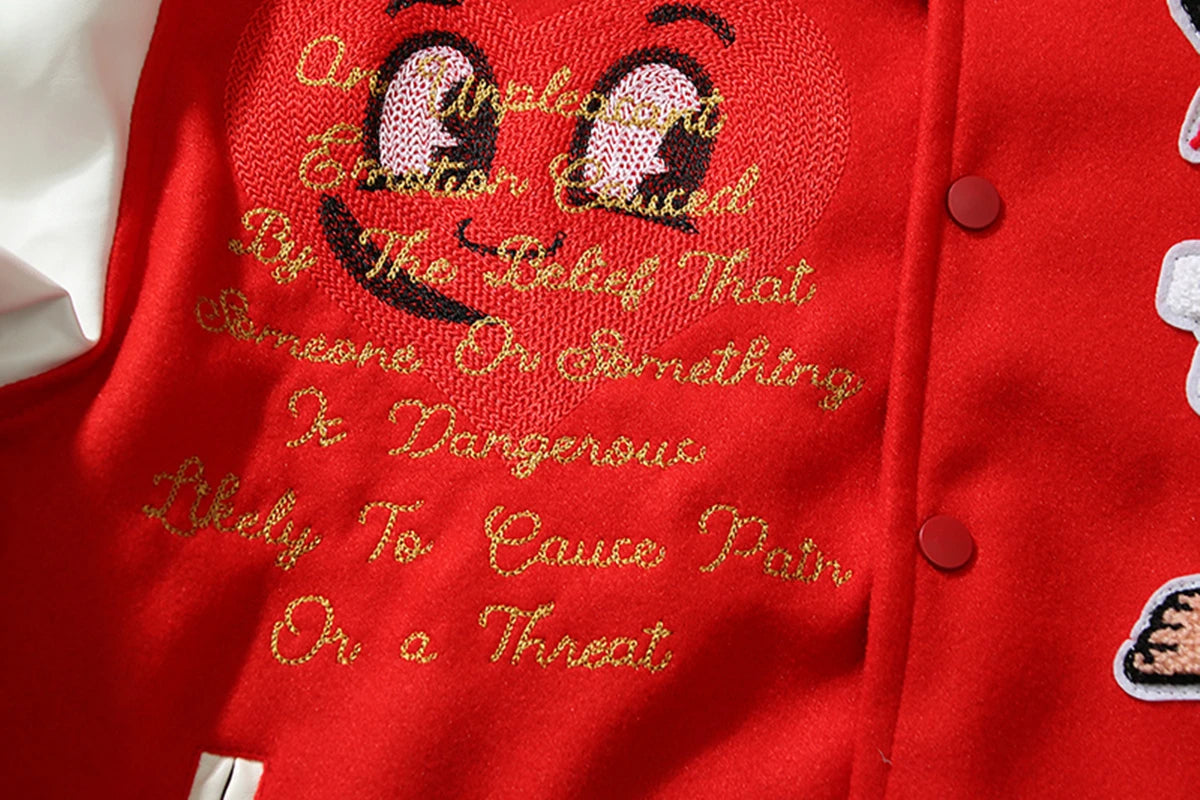 An Unpleasant
Emotion Caused
By The Belief That
Someone Or Something
Is Dangerous
Likely To Cause Pain
Or a Threat